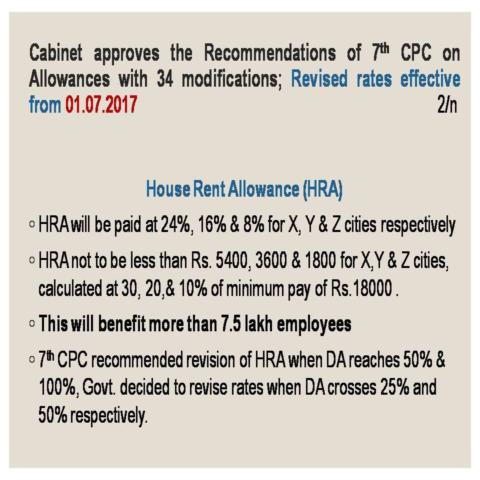 Cabinet approves the Recommendations of 7th CPC on
Allowances with 34 modifications; Revised rates effective
from 01.07.2017 2/n
House Rent Allowance (HRA)
◦ HRA will be paid at 24%, 16% & 8% for X, Y & Z cities respectively
◦ HRA not to be less than Rs. 5400, 3600 & 1800 for X,Y & Z cities,
calculated at 30, 20,& 10% of minimum pay of Rs.18000 .
◦ This will benefit more than 7.5 lakh employees
◦ 7th CPC recommended revision of HRA when DA reaches 50% &
100%, Govt. decided to revise rates when DA crosses 25% and
50% respectively.